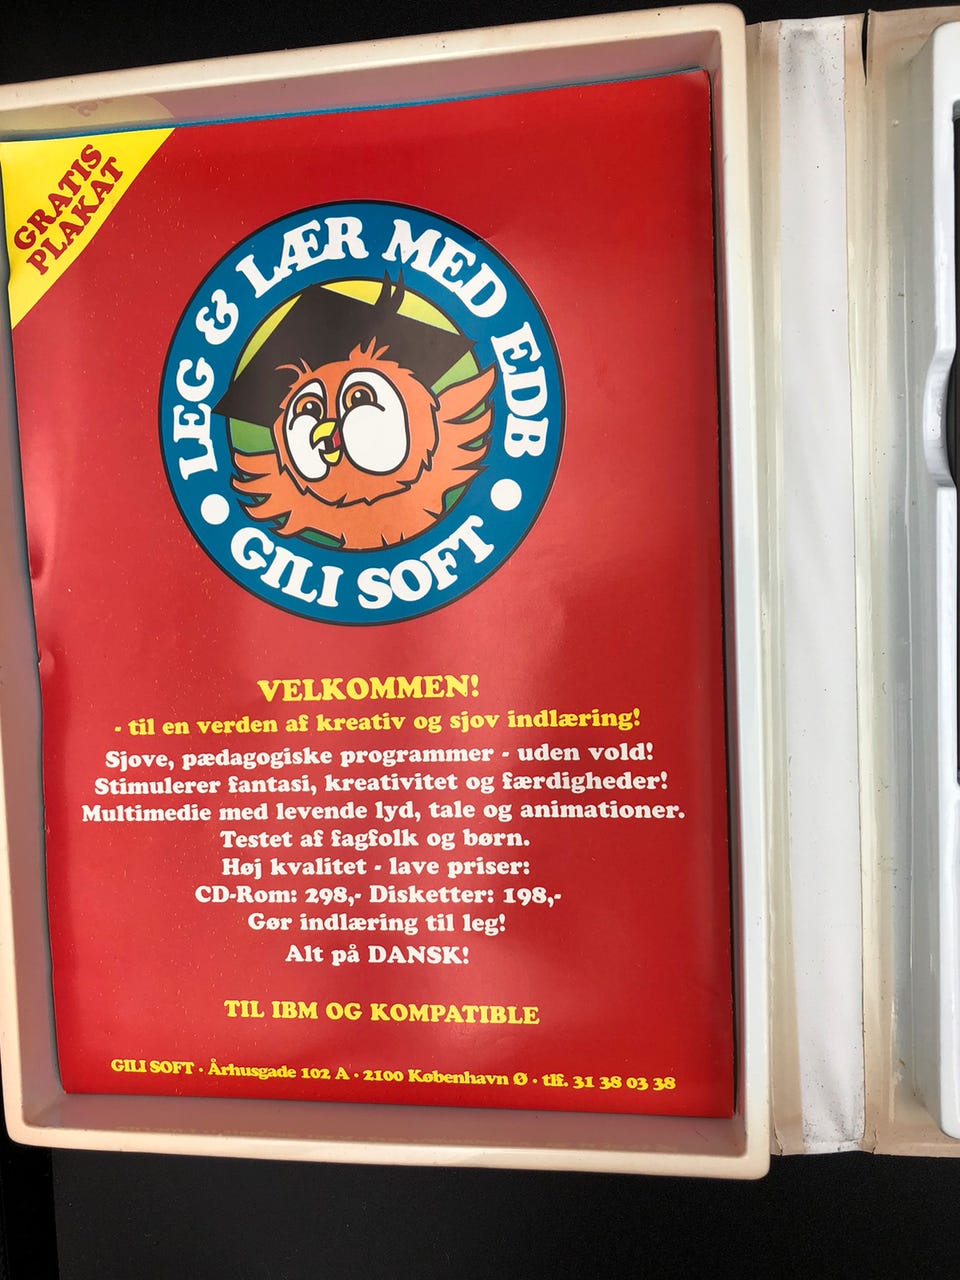 GRATIS
PLAKAT
LEG & LÆR MED EDB
GILI SOFT
VELKOMMEN!
- til en verden af kreativ og sjov indlæring!
Sjove, pædagogiske programmer - uden vold!
Stimulerer fantasi, kreativitet og færdigheder!
Multimedie med levende lyd, tale og animationer.
Testet af fagfolk og børn.
Høj kvalitet - lave priser:
CD-Rom: 298,- Disketter: 198,-
Gør indlæring til leg!
Alt på DANSK!
TIL IBM OG KOMPATIBLE
GILI SOFT · Århusgade 102 A · 2100 København Ø · tlf. 31 38 03 38